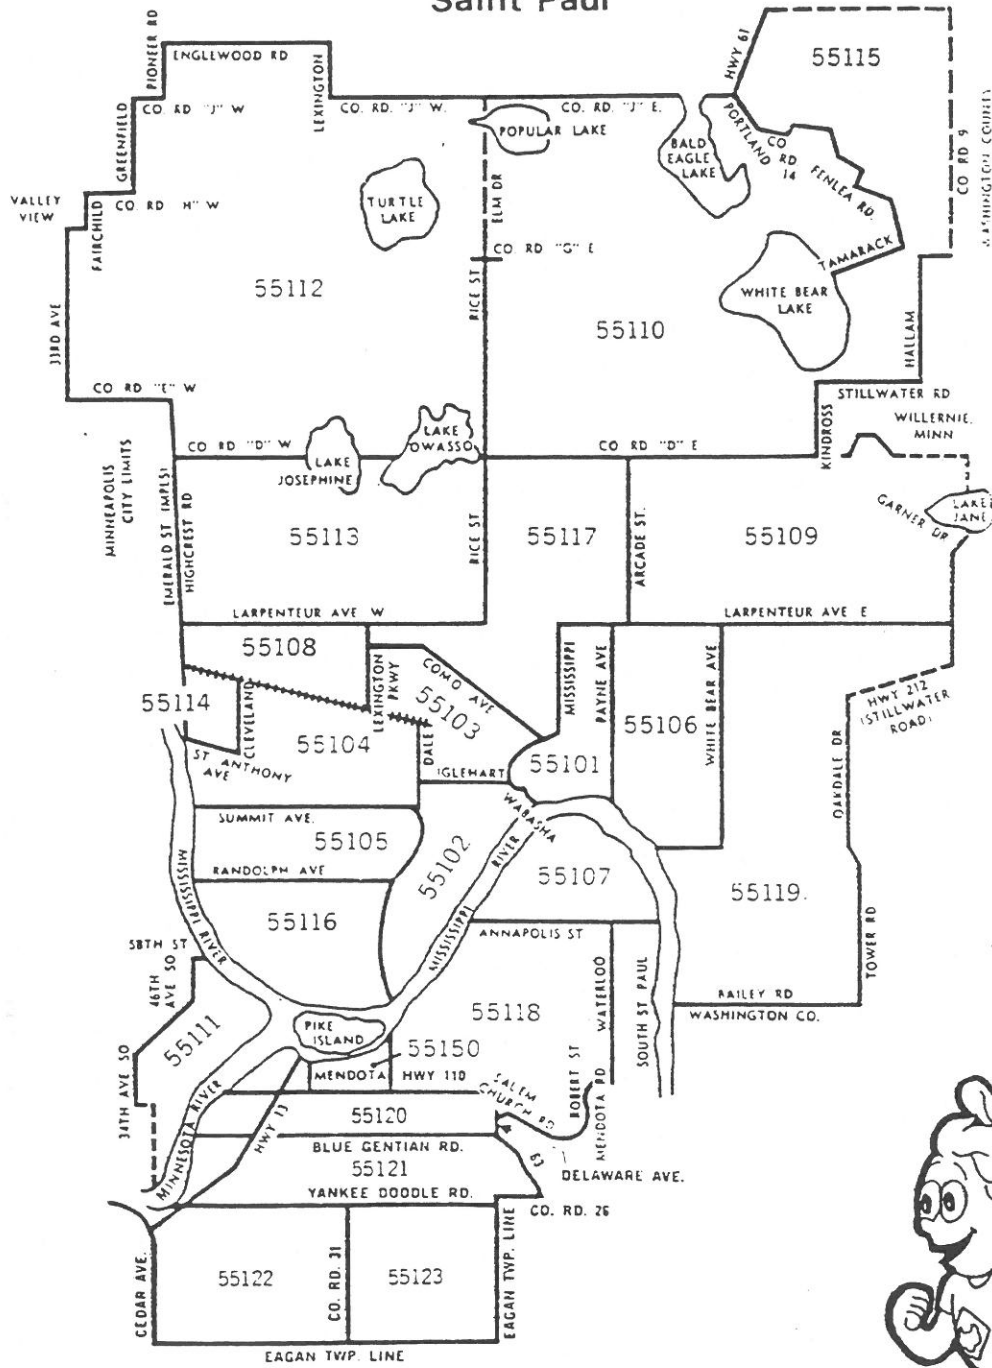 Saint Paul
PIONEER RD
ENGLEWOOD RD
LEXINGTON
HWY 61
55115
GREENFIELD
CO RD "J" W
CO RD. "J" W.
CO. RD. "J" E.
POPULAR LAKE
PORTLAND
BALD
EAGLE
LAKE
CO
RD
14
FENLEA RD.
CO RD 9
WASHINGTON COUNTY
VALLEY
VIEW
FAIRCHILD
CO. RD H" W
TURTLE
LAKE
ELM DR
CO RD "G" E
TAMARACK
55112
RICE ST
WHITE BEAR
LAKE
55110
33RD AVE
HALLAM
CO RD "E" W
STILLWATER RD
WILLERNIE,
MINN
KINDROSS
MINNEAPOLIS
CITY LIMITS
CO RD "D" W
LAKE
OWASSO
CO RD "D" E
LAKE
JOSEPHINE
EMERALD ST (MPLS)
HIGHCREST RD
55113
RICE ST
55117
ARCADE ST.
55109
GARNER DR
LAKE
JANE
LARPENTEUR AVE W
LARPENTEUR AVE E
55108
LEXINGTON
PKWY
COMO AVE
55103
MISSISSIPPI
PAYNE AVE
55106
WHITE BEAR AVE
HWY 212
(STILLWATER
ROAD)
55114
CLEVELAND
55104
DALE
IGLEHART
55101
OAKDALE DR
ST ANTHONY
AVE
WABASHA
SUMMIT AVE.
55105
RANDOLPH AVE
55102
MISSISSIPPI RIVER
55107
55119.
MISSISSIPPI RIVER
55116
ANNAPOLIS ST
58TH ST
46TH
AVE SO
TOWER RD
WATERLOO
SOUTH ST PAUL
BAILEY RD
WASHINGTON CO.
55111
PIKE
ISLAND
55118
55150
MENDOTA
HWY 110
34TH AVE SO
SALEM
CHURCH RD
ROBERT ST
MENDOTA RD
MINNESOTA RIVER
HWY 13
55120
BLUE GENTIAN RD.
63
DELAWARE AVE.
55121
YANKEE DOODLE RD.
CO. RD. 26
CEDAR AVE.
55122
CO. RD. 31
55123
EAGAN TWP. LINE
EAGAN TWP. LINE